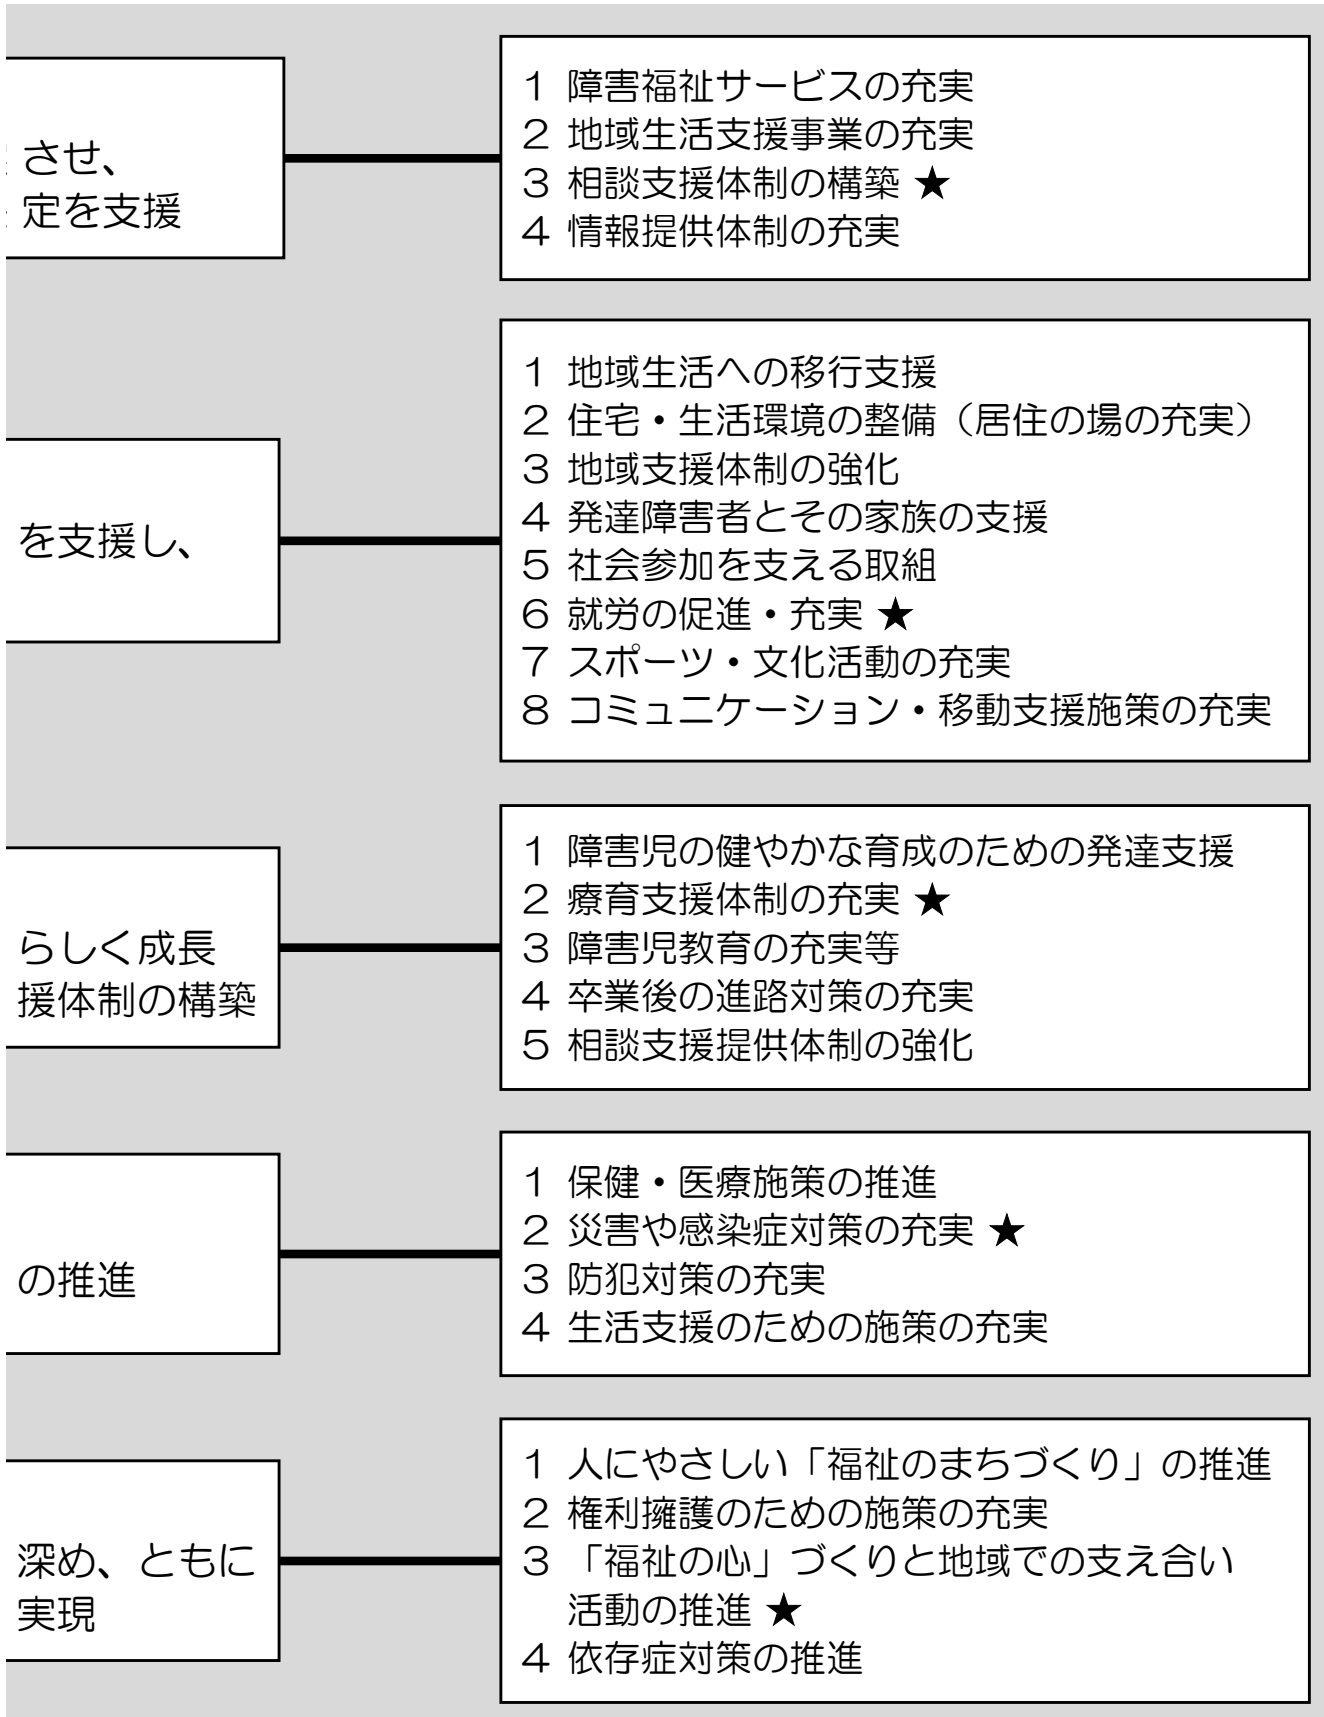 させ、
定を支援
1 障害福祉サービスの充実
2 地域生活支援事業の充実
3 相談支援体制の構築 ★
4 情報提供体制の充実
を支援し、
1 地域生活への移行支援
2 住宅・生活環境の整備（居住の場の充実）
3 地域支援体制の強化
4 発達障害者とその家族の支援
5 社会参加を支える取組
6 就労の促進・充実 ★
7 スポーツ・文化活動の充実
8 コミュニケーション・移動支援施策の充実
らしく成長
援体制の構築
1 障害児の健やかな育成のための発達支援
2 療育支援体制の充実 ★
3 障害児教育の充実等
4 卒業後の進路対策の充実
5 相談支援提供体制の強化
の推進
1 保健・医療施策の推進
2 災害や感染症対策の充実 ★
3 防犯対策の充実
4 生活支援のための施策の充実
深め、ともに
実現
1 人にやさしい「福祉のまちづくり」の推進
2 権利擁護のための施策の充実
3 「福祉の心」づくりと地域での支え合い
活動の推進 ★
4 依存症対策の推進